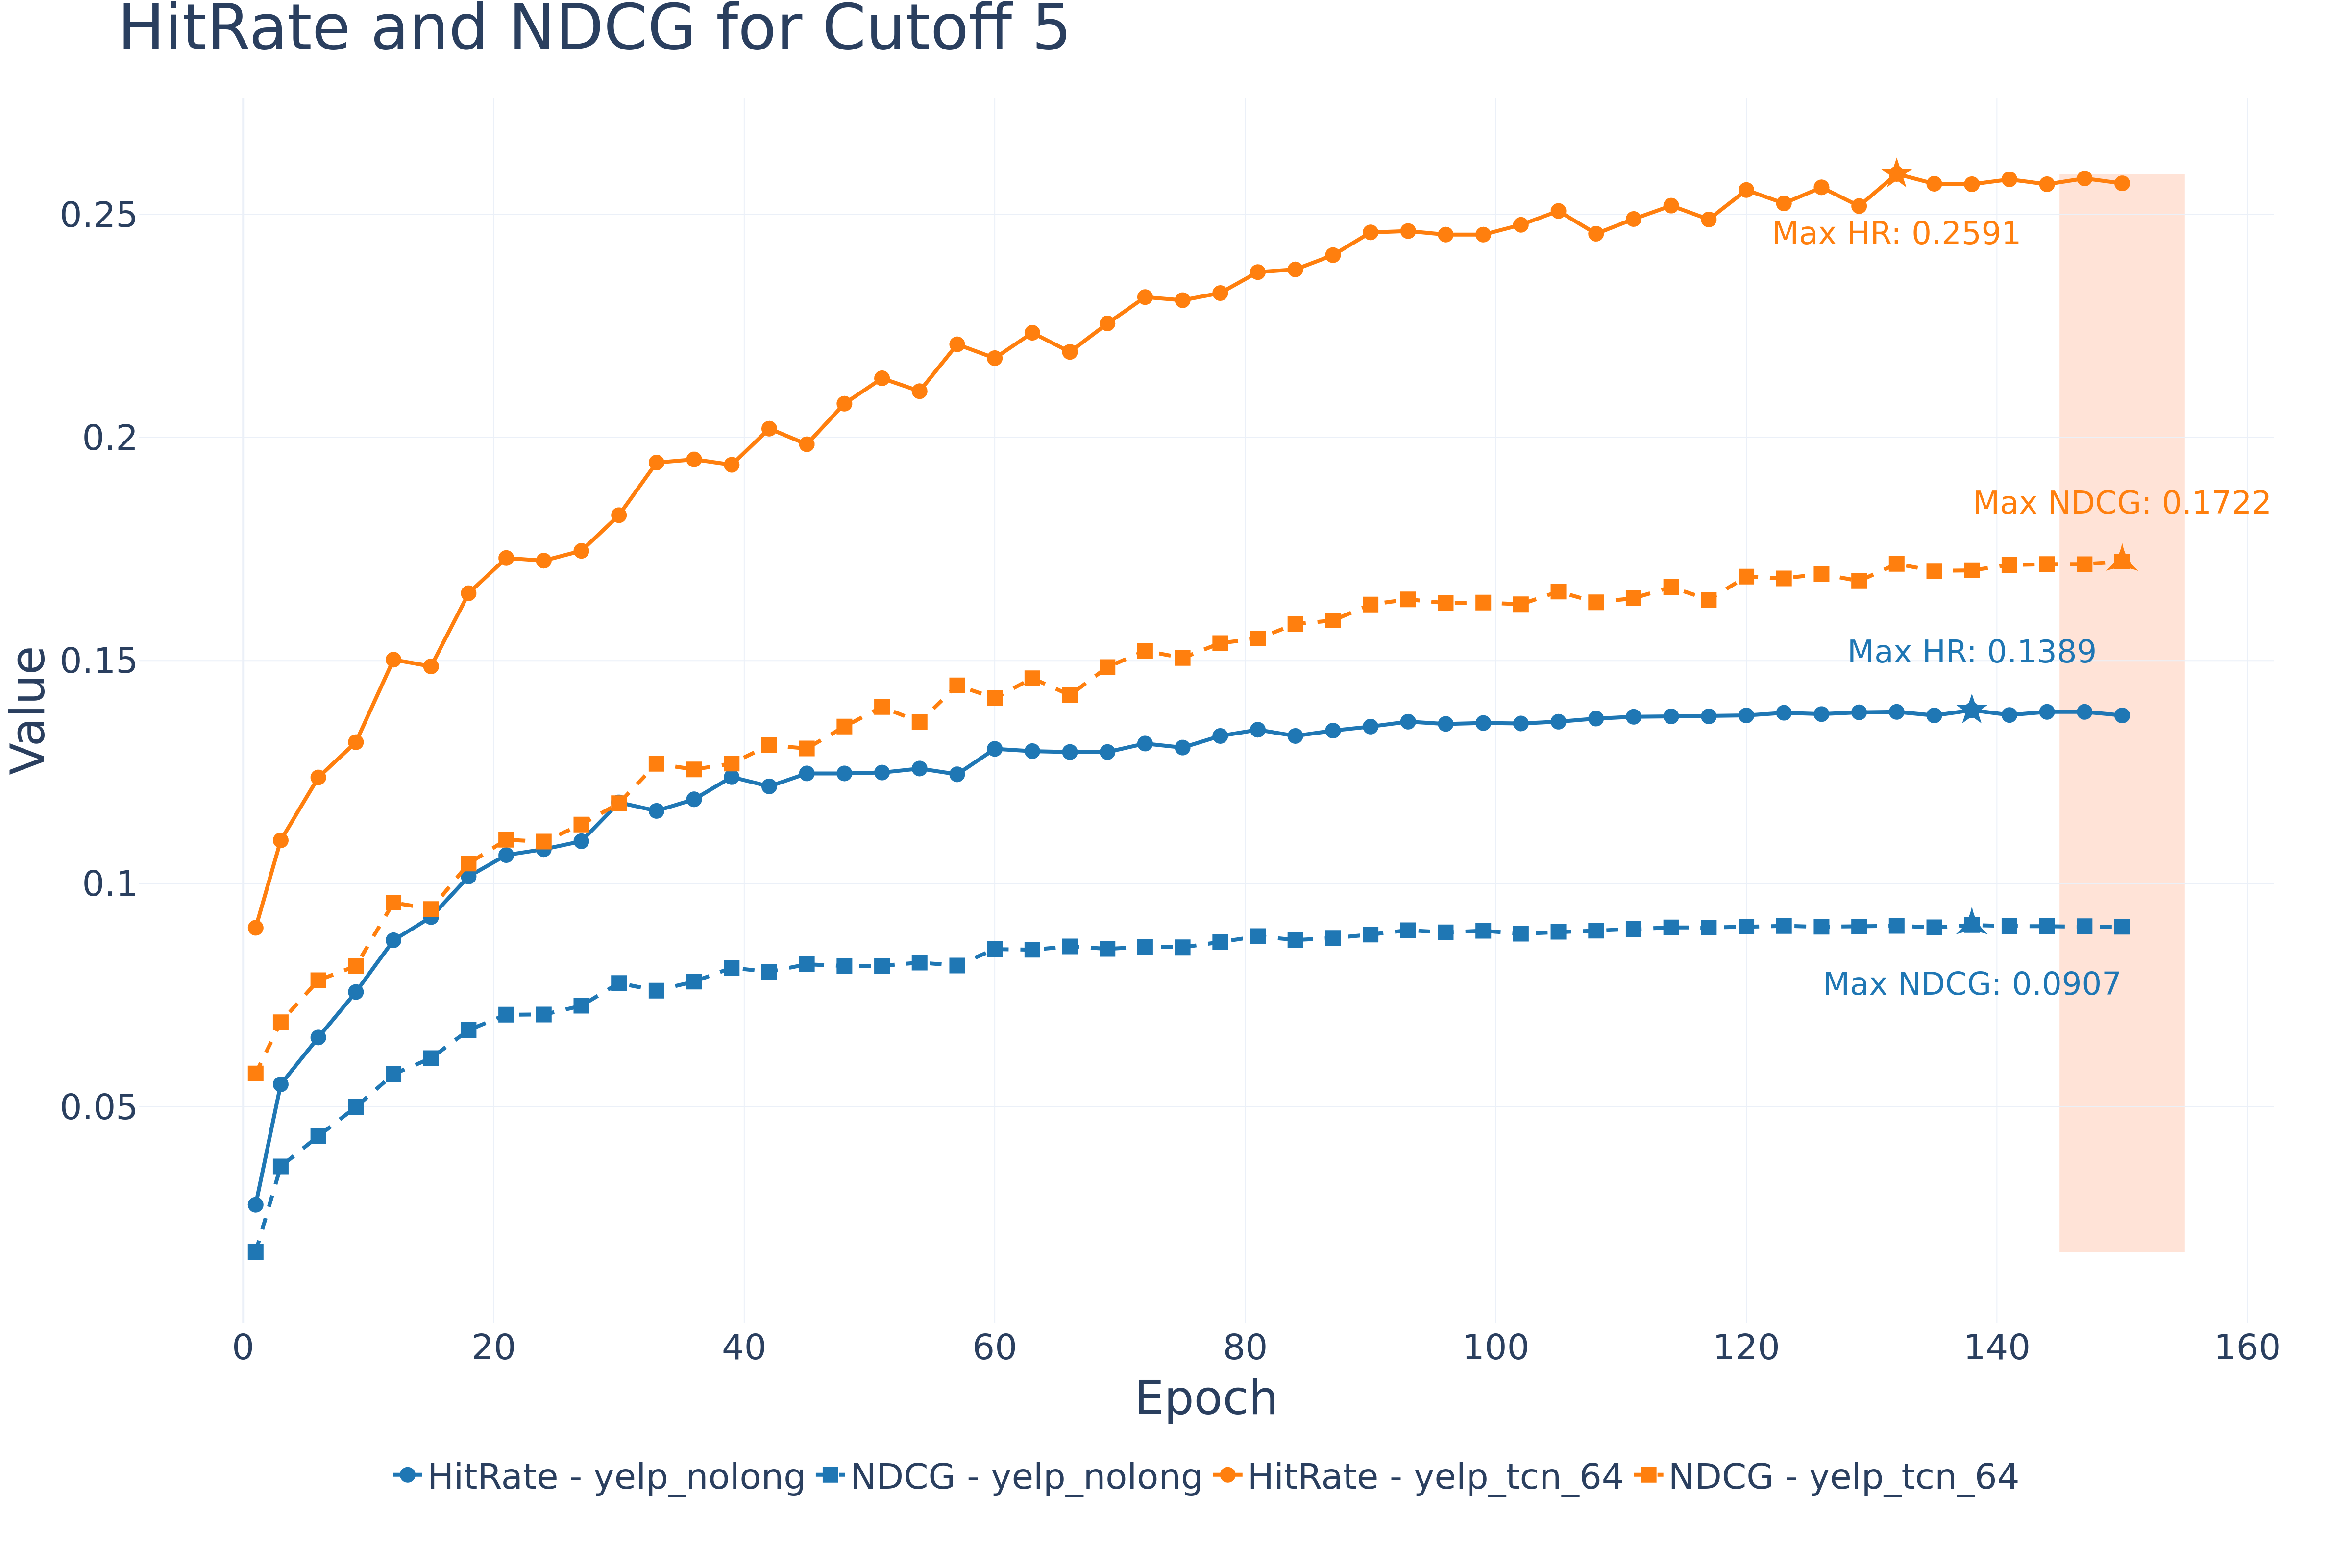 HitRate and NDCG for Cutoff 5
Value
0.25
0.2
0.15
0.1
0.05
Max HR: 0.2591
Max NDCG: 0.1722
Max HR: 0.1389
Max NDCG: 0.0907
0 20 40 60 80 100 120 140 160
Epoch
HitRate - yelp_nolong NDCG - yelp_nolong HitRate - yelp_tcn_64 NDCG - yelp_tcn_64